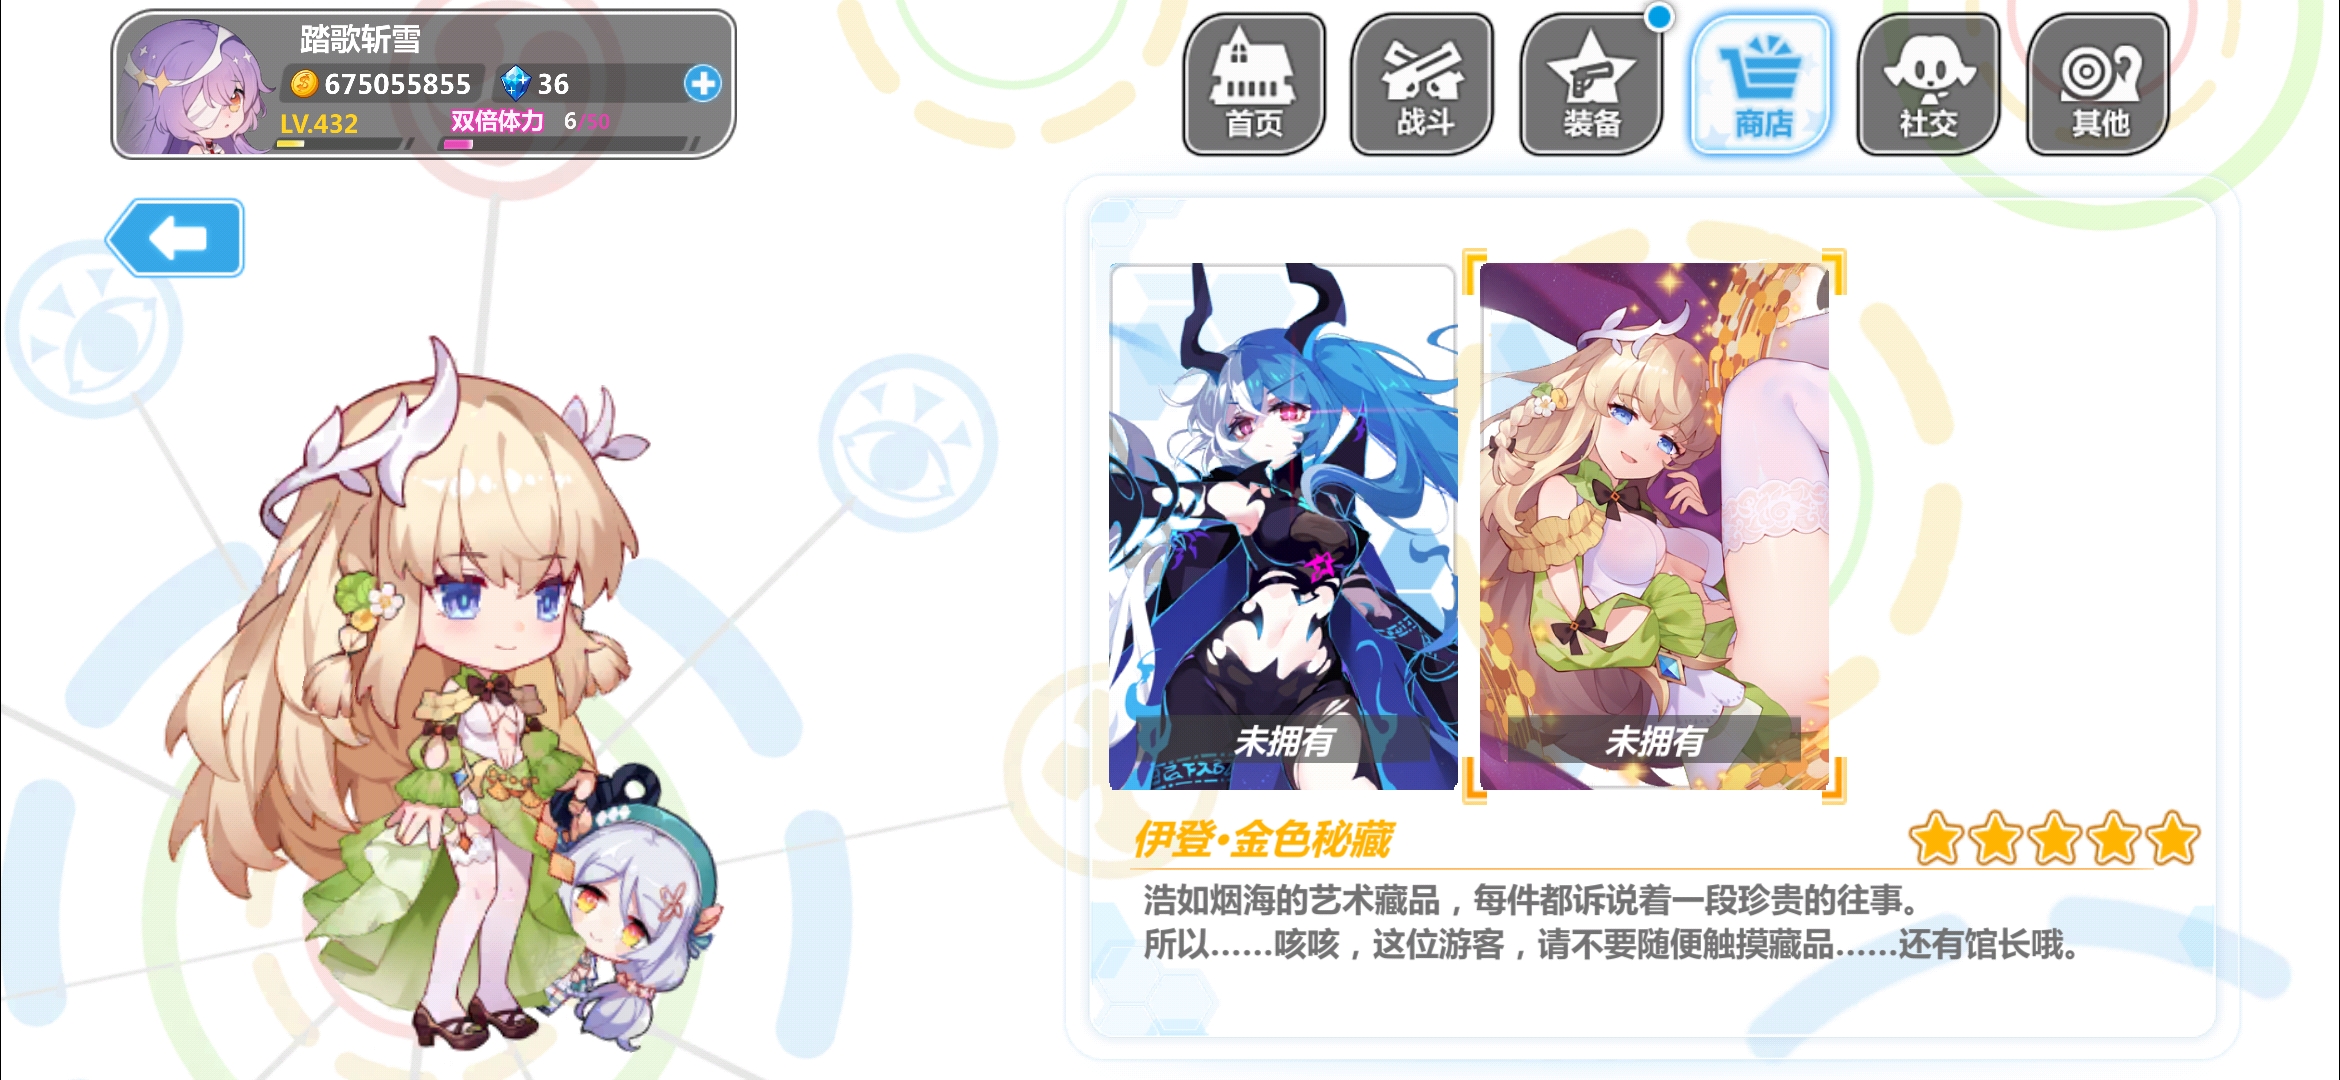 踏歌斩雪
675055855 36
LV.432 双倍体力 6/50
首页 战斗 装备 商店 社交 其他
未拥有 未拥有
伊登·金色秘藏
浩如烟海的艺术藏品，每件都诉说着一段珍贵的往事。
所以……咳咳，这位游客，请不要随便触摸藏品……还有馆长哦。